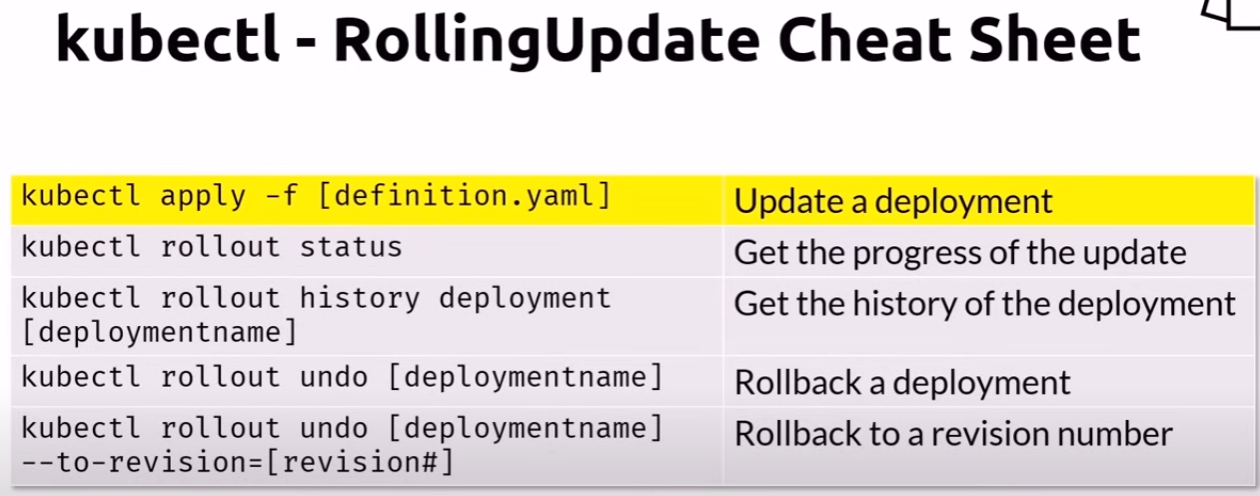 kubectl - RollingUpdate Cheat Sheet
kubectl apply -f [definition.yaml]
Update a deployment
kubectl rollout status
Get the progress of the update
kubectl rollout history deployment
[deploymentname]
Get the history of the deployment
kubectl rollout undo [deploymentname]
Rollback a deployment
kubectl rollout undo [deploymentname]
--to-revision=[revision#]
Rollback to a revision number